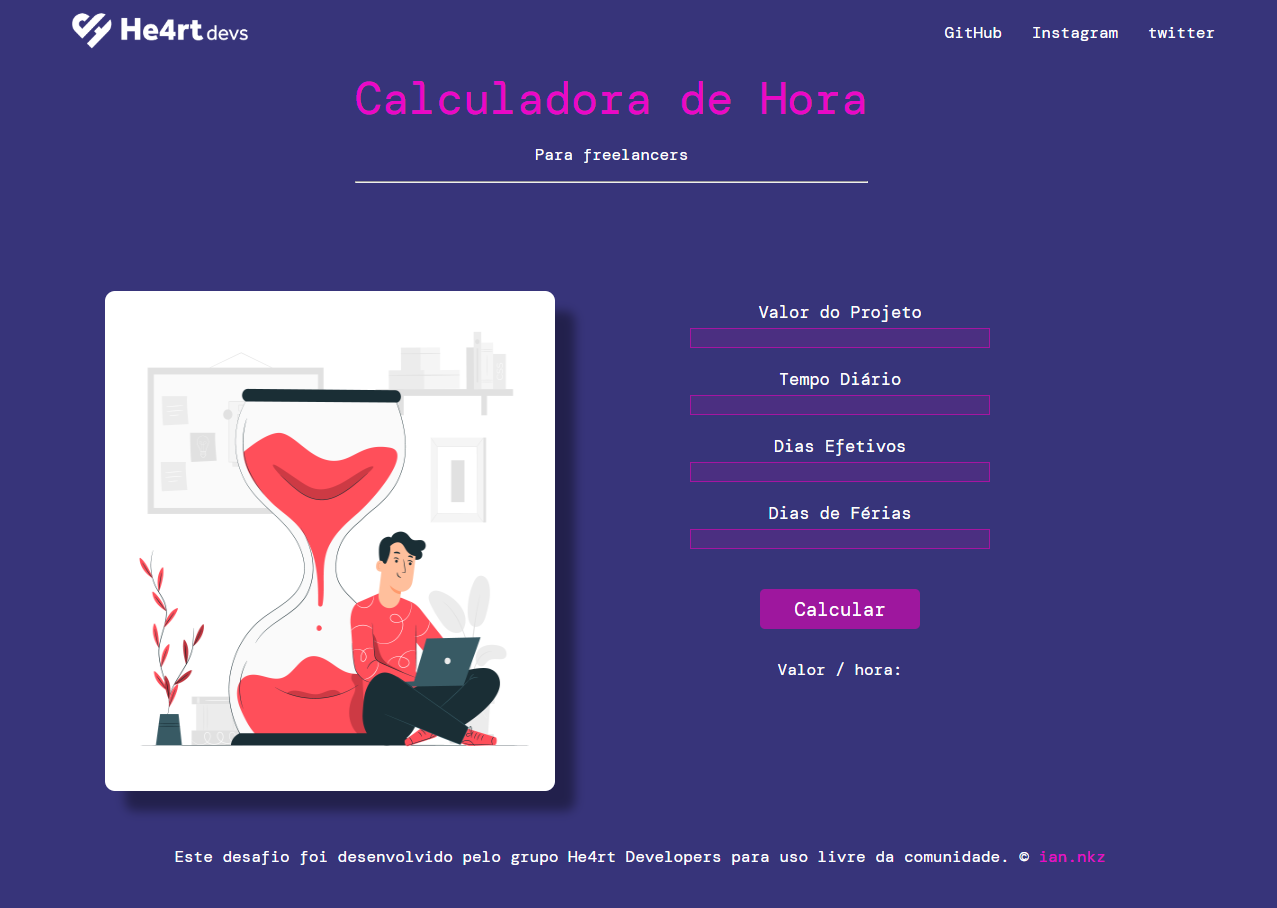 He4rt devs
GitHub Instagram twitter
Calculadora de Hora
Para freelancers
Valor do Projeto
Tempo Diário
Dias Efetivos
Dias de Férias
Calcular
Valor / hora:
Este desafio foi desenvolvido pelo grupo He4rt Developers para uso livre da comunidade. © ian.nkz